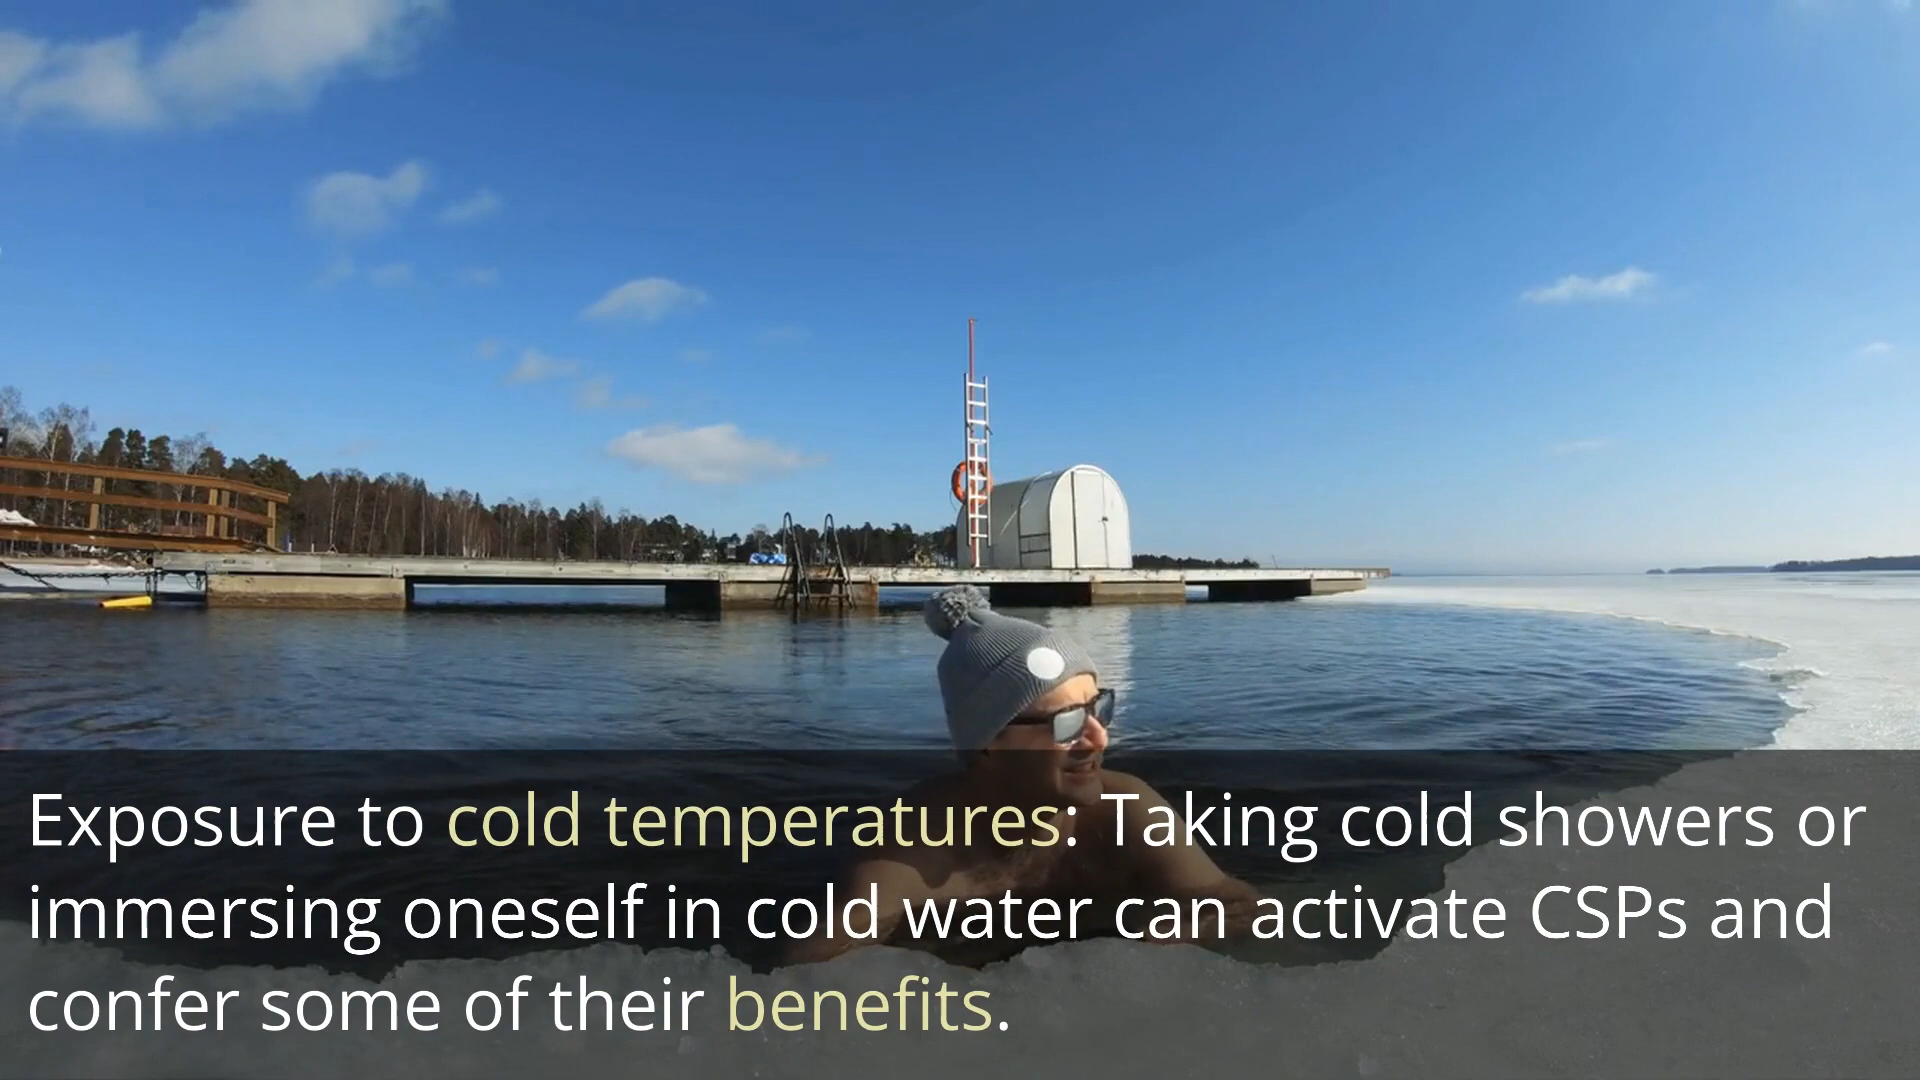 Exposure to cold temperatures: Taking cold showers or
immersing oneself in cold water can activate CSPs and
confer some of their benefits.